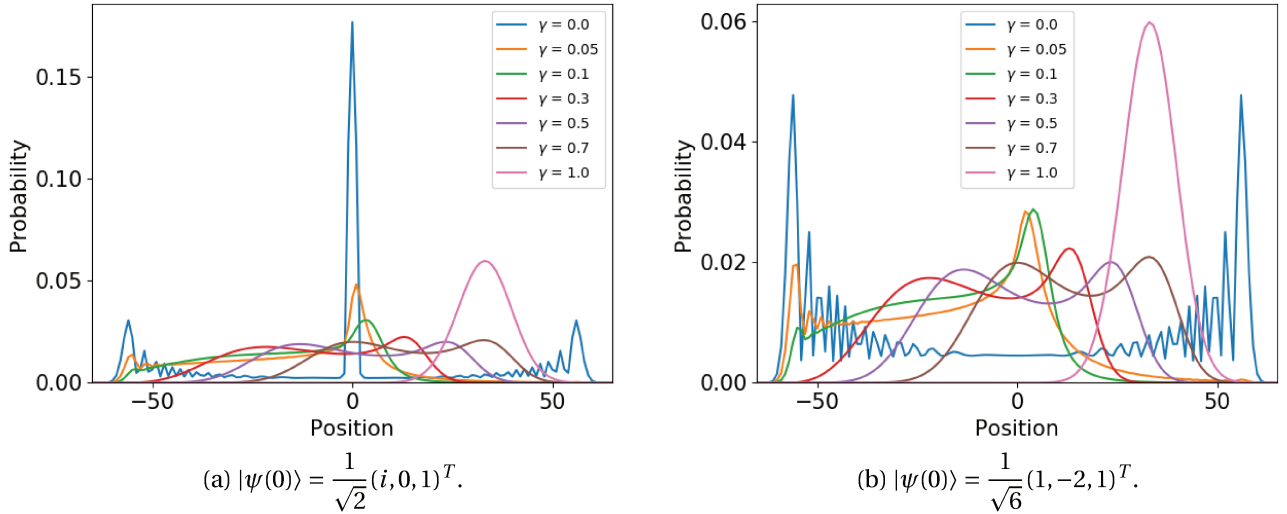 0.15
0.10
0.05
0.00
Probability
−50
0
50
Position
γ = 0.0
γ = 0.05
γ = 0.1
γ = 0.3
γ = 0.5
γ = 0.7
γ = 1.0
(a) |ψ(0)⟩ = 1/√2 (i, 0, 1)^T.
0.06
0.04
0.02
0.00
Probability
−50
0
50
Position
γ = 0.0
γ = 0.05
γ = 0.1
γ = 0.3
γ = 0.5
γ = 0.7
γ = 1.0
(b) |ψ(0)⟩ = 1/√6 (1, −2, 1)^T.